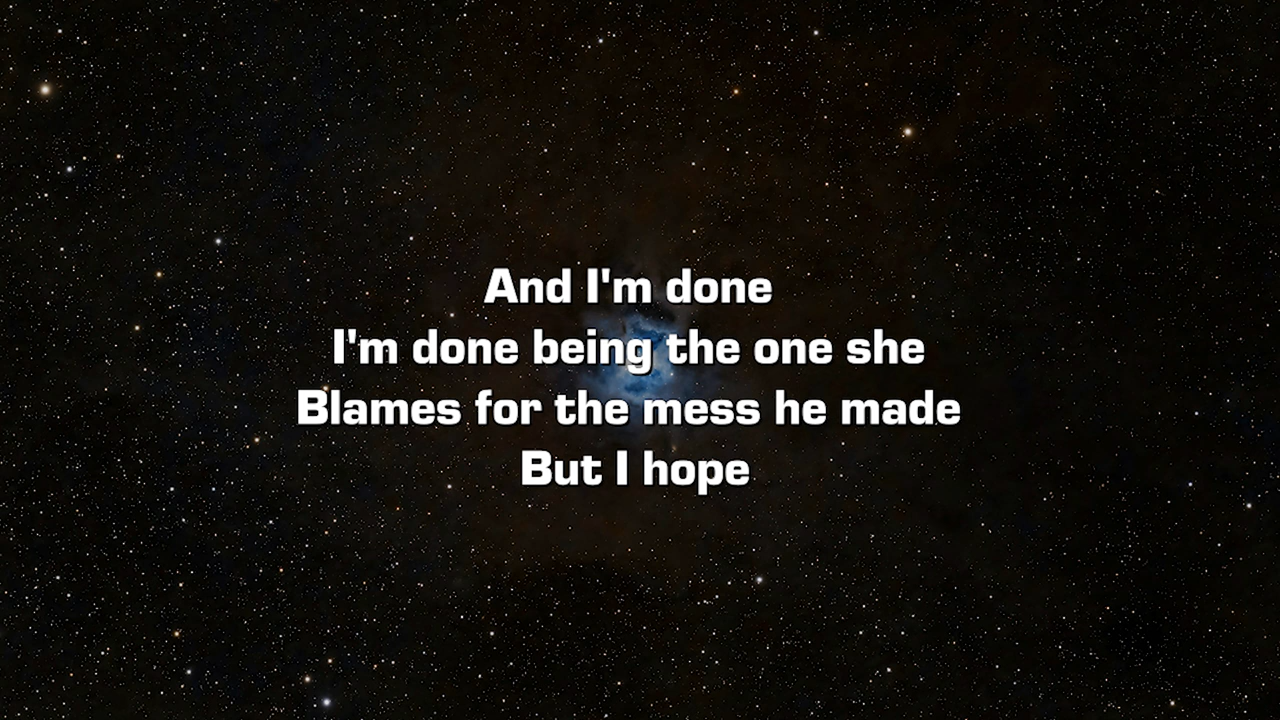 And I'm done
I'm done being the one she
Blames for the mess he made
But I hope